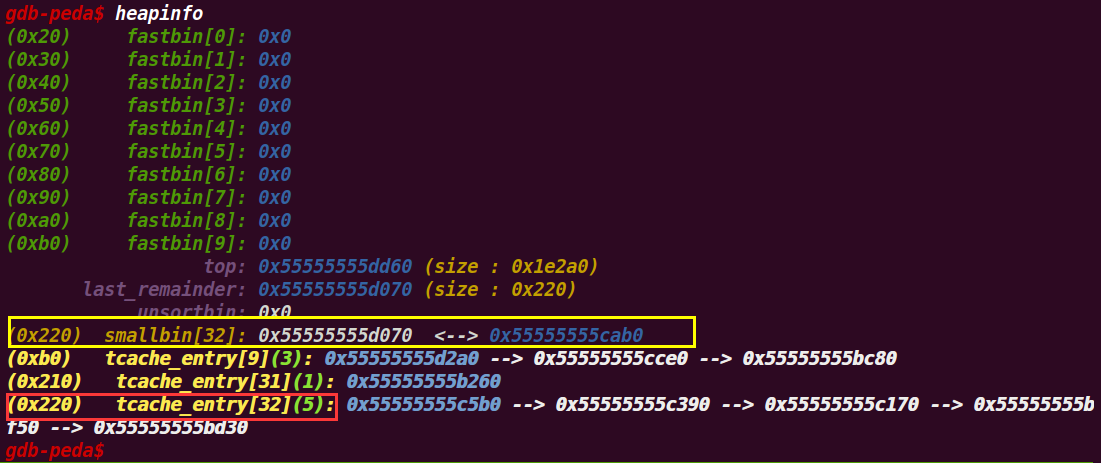 gdb-peda$ heapinfo
(0x20)     fastbin[0]: 0x0
(0x30)     fastbin[1]: 0x0
(0x40)     fastbin[2]: 0x0
(0x50)     fastbin[3]: 0x0
(0x60)     fastbin[4]: 0x0
(0x70)     fastbin[5]: 0x0
(0x80)     fastbin[6]: 0x0
(0x90)     fastbin[7]: 0x0
(0xa0)     fastbin[8]: 0x0
(0xb0)     fastbin[9]: 0x0
top: 0x55555555dd60 (size : 0x1e2a0)
last_remainder: 0x55555555d070 (size : 0x220)
unsortbin: 0x0
(0x220)  smallbin[32]: 0x55555555d070  <--> 0x55555555cab0
(0xb0)   tcache_entry[9](3): 0x55555555d2a0 --> 0x55555555cce0 --> 0x55555555bc80
(0x210)   tcache_entry[31](1): 0x55555555b260
(0x220)   tcache_entry[32](5): 0x55555555c5b0 --> 0x55555555c390 --> 0x55555555c170 --> 0x55555555b
f50 --> 0x55555555bd30
gdb-peda$